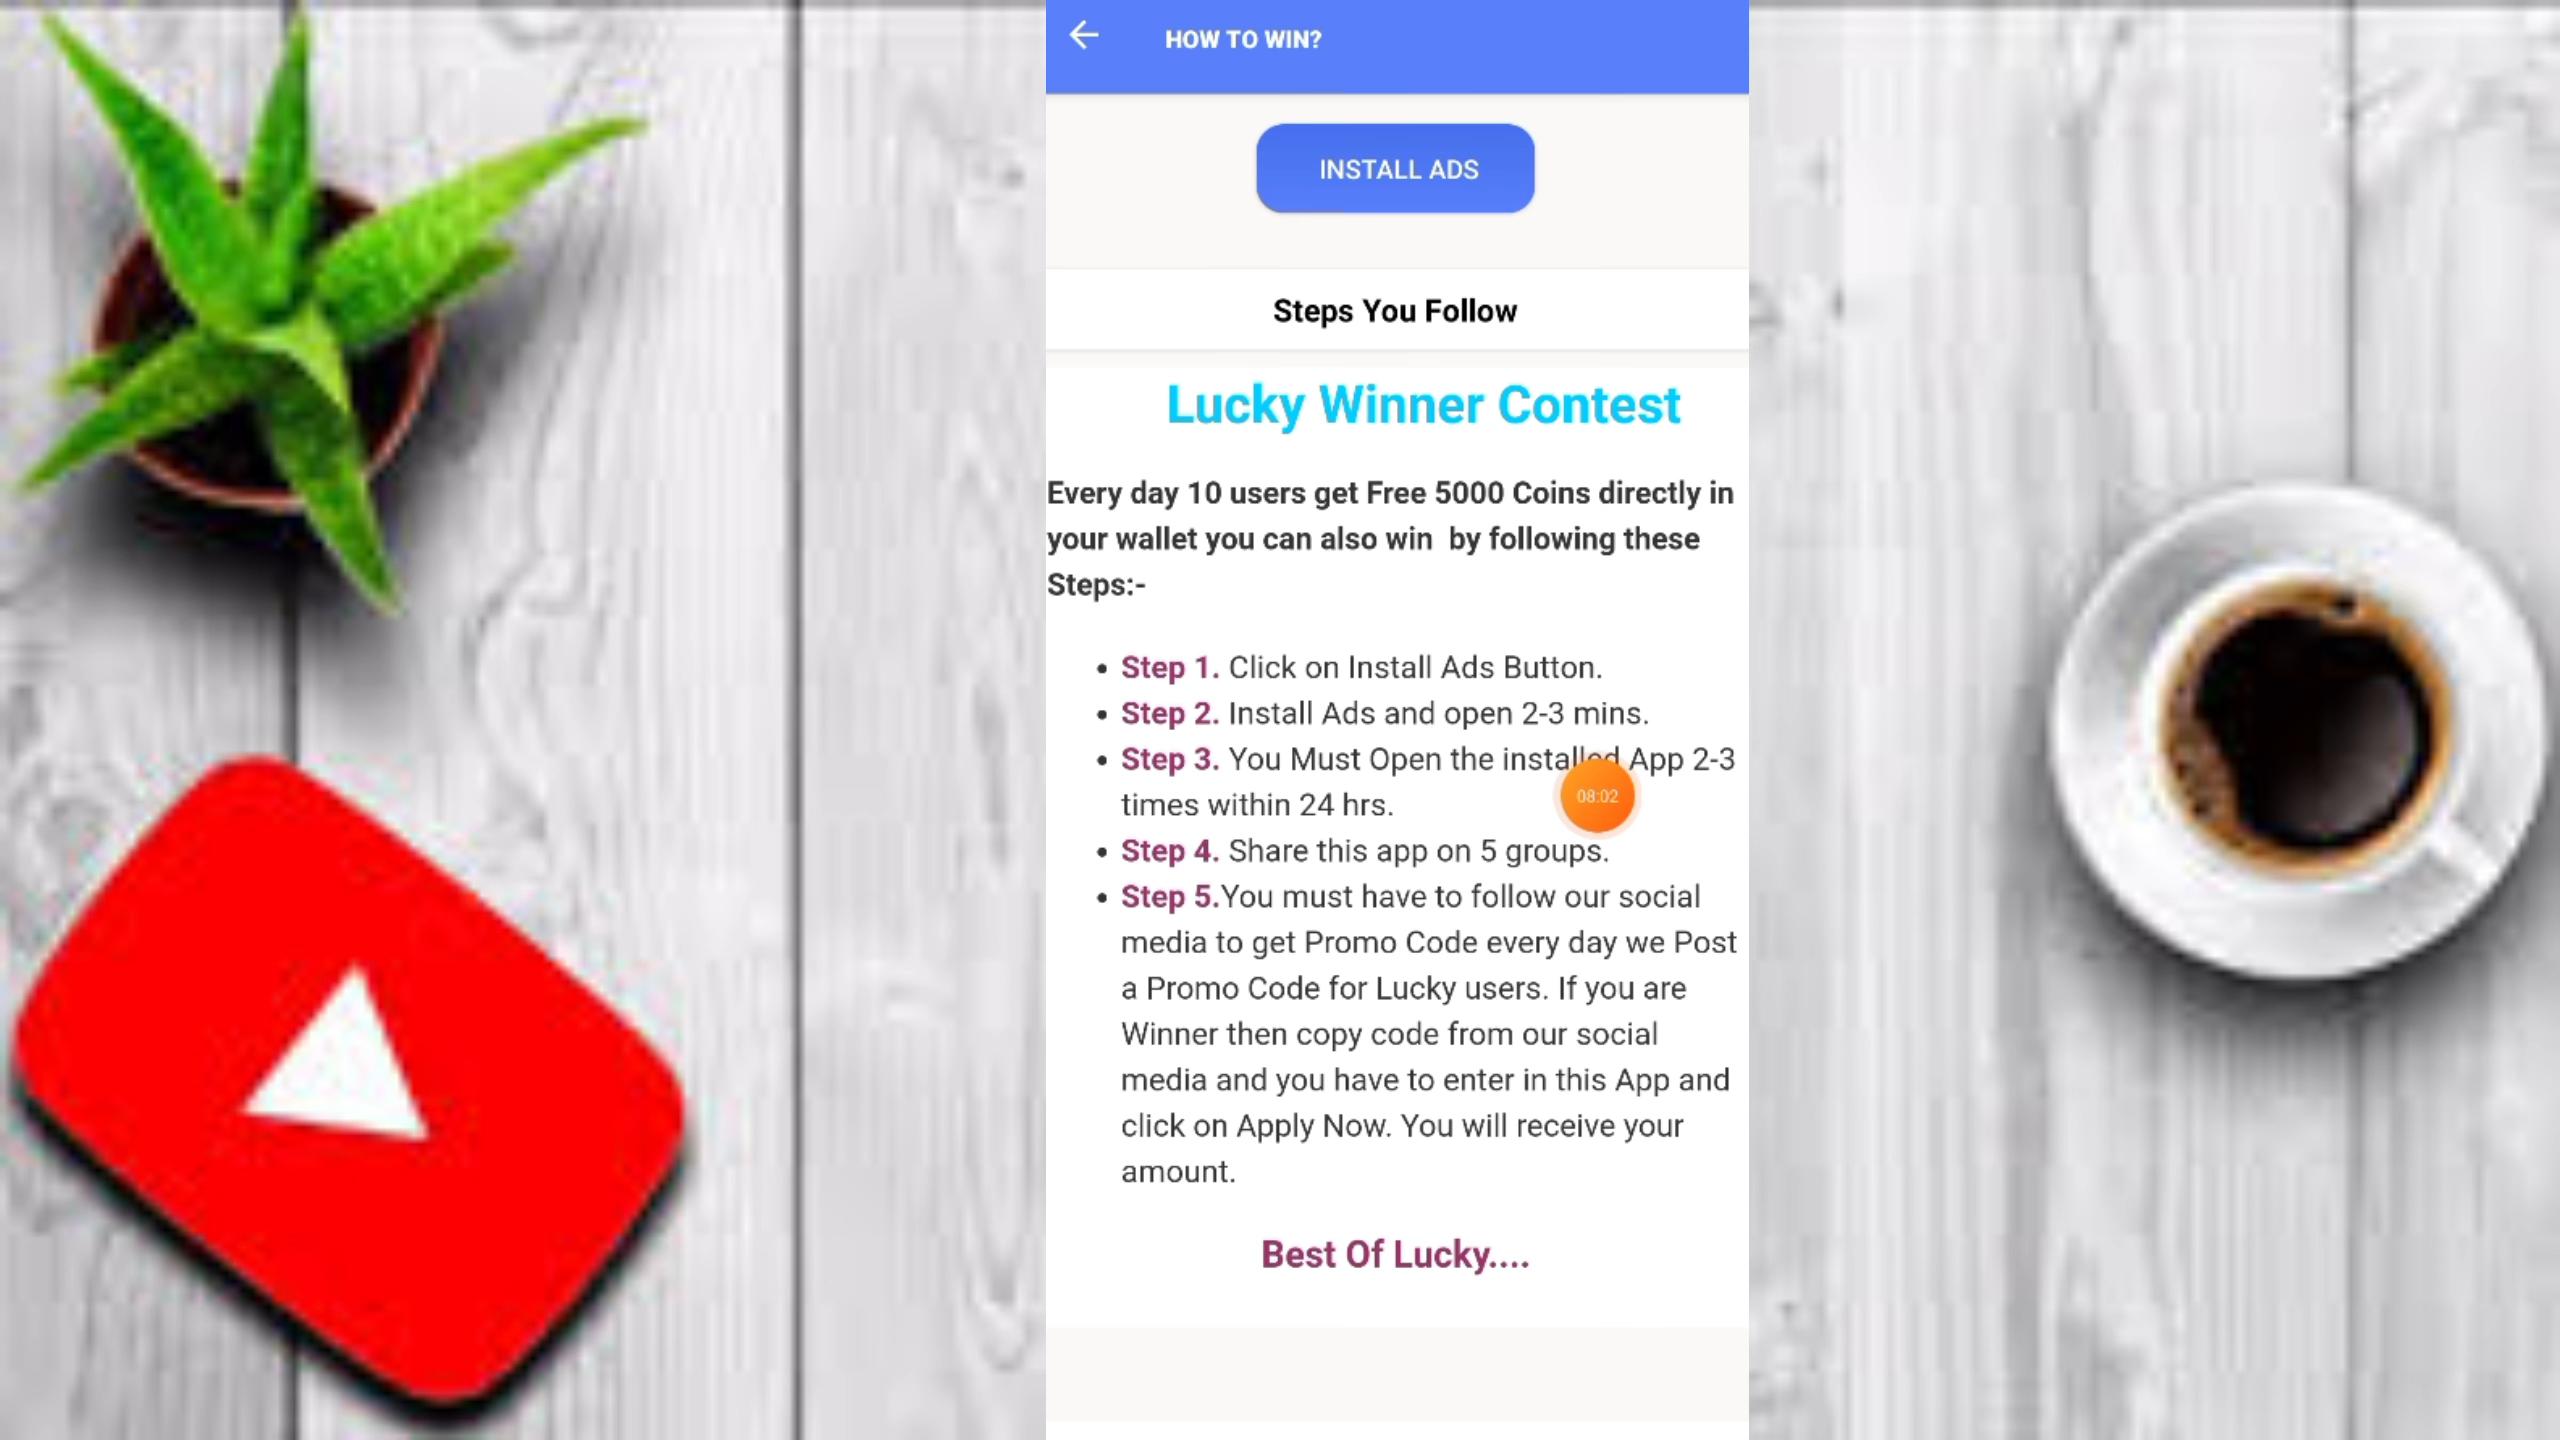 HOW TO WIN?
INSTALL ADS
Steps You Follow
Lucky Winner Contest
Every day 10 users get Free 5000 Coins directly in
your wallet you can also win  by following these
Steps:-
• Step 1. Click on Install Ads Button.
• Step 2. Install Ads and open 2-3 mins.
• Step 3. You Must Open the installed App 2-3
times within 24 hrs.
08:02
• Step 4. Share this app on 5 groups.
• Step 5.You must have to follow our social
media to get Promo Code every day we Post
a Promo Code for Lucky users. If you are
Winner then copy code from our social
media and you have to enter in this App and
click on Apply Now. You will receive your
amount.
Best Of Lucky....